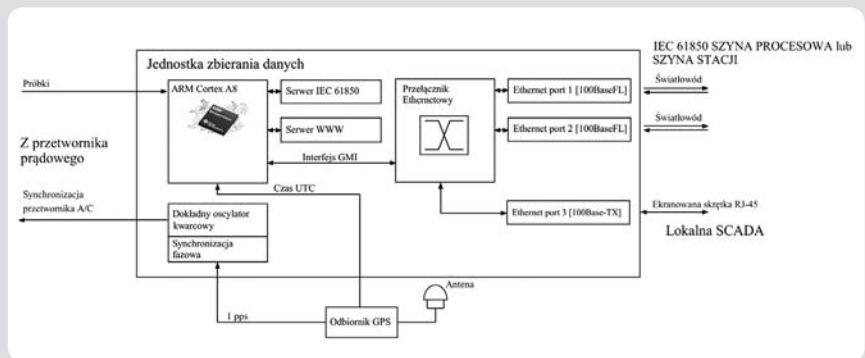 IEC 61850 SZYNA PROCESOWA lub
SZYNA STACJI
Jednostka zbierania danych
Próbki
ARM Cortex A8
Serwer IEC 61850
Serwer WWW
Przełącznik
Ethernetowy
Ethernet port 1 [100BaseFL]
Światłowód
Ethernet port 2 [100BaseFL]
Światłowód
Z przetwornika
prądowego
Interfejs GMI
Czas UTC
Synchronizacja
przetwornika A/C
Dokładny oscylator
kwarcowy
Synchronizacja
fazowa
Ethernet port 3 [100Base-TX]
Ekranowana skrętka RJ-45
Lokalna SCADA
1 pps
Odbiornik GPS
Antena